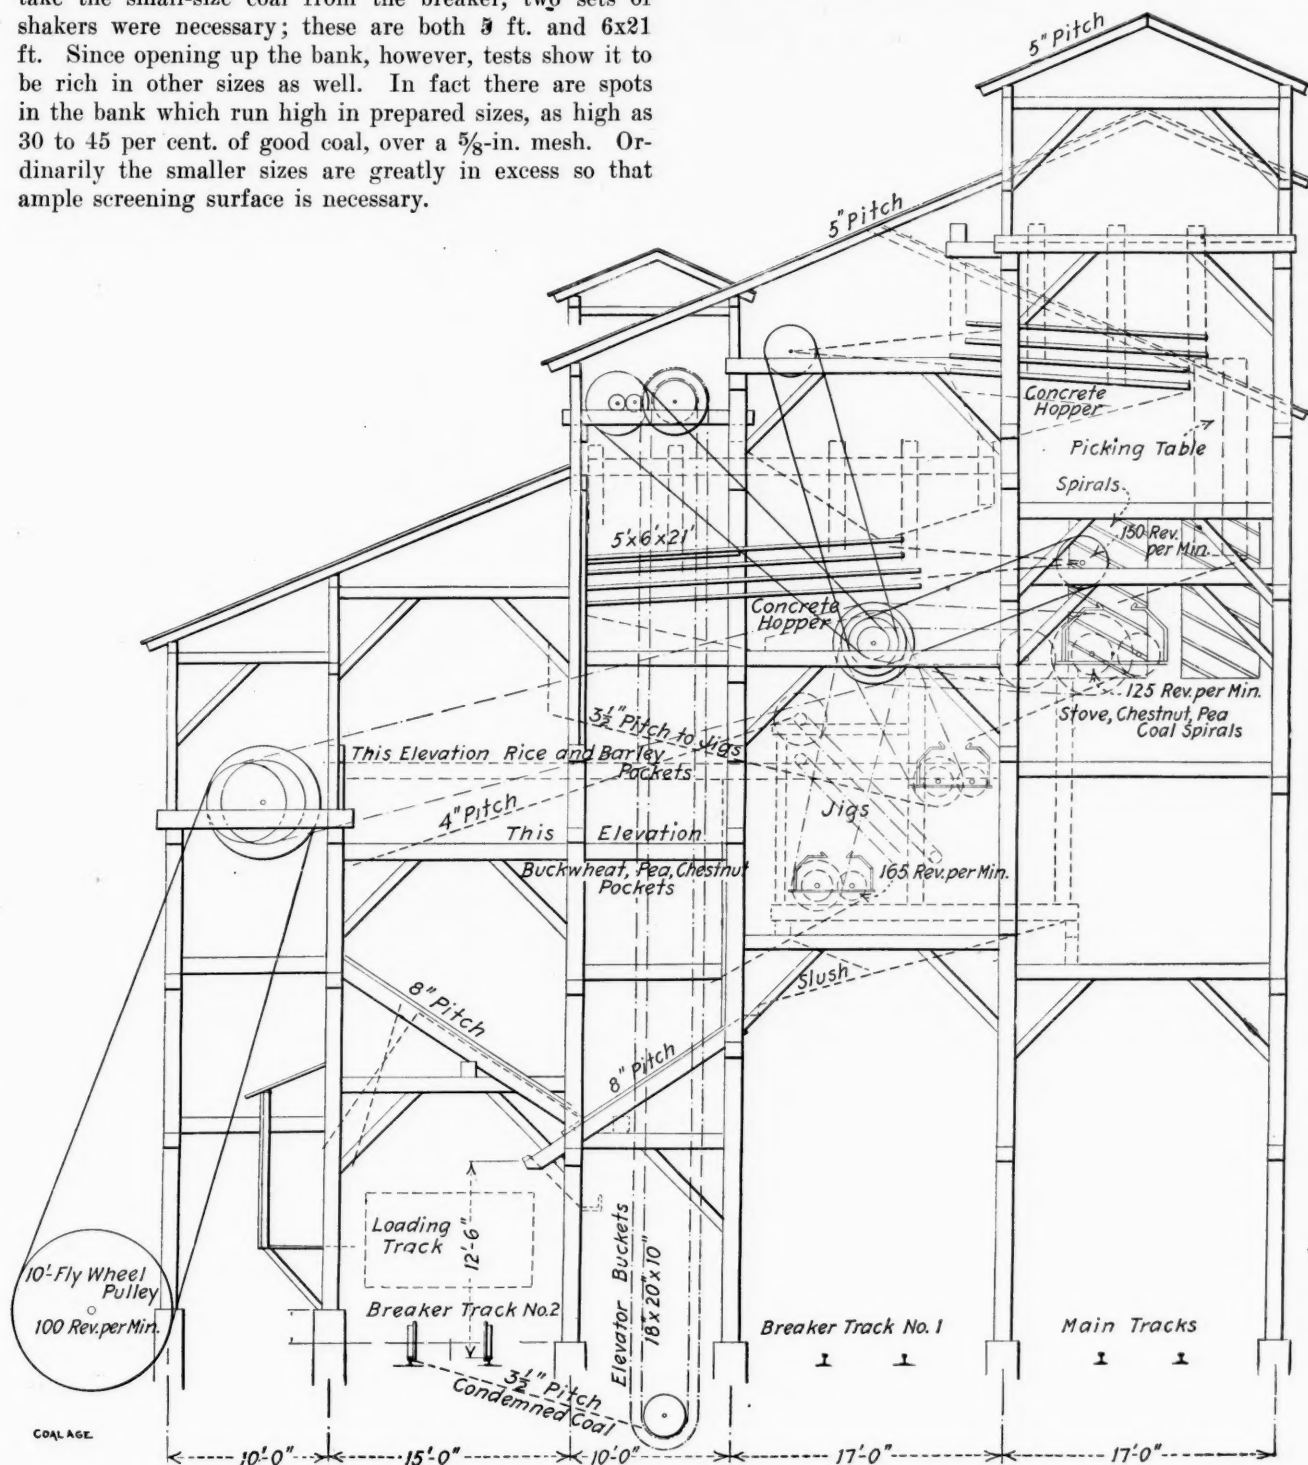 take the small-size coal from the breaker, two sets of
shakers were necessary; these are both 5 ft. and 6x21
ft. Since opening up the bank, however, tests show it to
be rich in other sizes as well. In fact there are spots
in the bank which run high in prepared sizes, as high as
30 to 45 per cent. of good coal, over a ⅝-in. mesh. Or-
dinarily the smaller sizes are greatly in excess so that
ample screening surface is necessary.
5" Pitch
5" Pitch
Concrete
Hopper
Picking Table
Spirals
150 Rev.
per Min.
5'x6'x21'
Concrete
Hopper
125 Rev. per Min.
Stove, Chestnut, Pea
Coal Spirals
3½" Pitch to Jigs
This Elevation Rice and Barley
Pockets
4" Pitch
Jigs
This Elevation
Buckwheat, Pea, Chestnut
Pockets
165 Rev. per Min.
Slush
8" Pitch
8" Pitch
Loading
Track
12'-6"
Elevator Buckets
18"x20"x10"
10'-Fly Wheel
Pulley
100 Rev. per Min.
Breaker Track No.2
Breaker Track No. 1
Main Tracks
3½" Pitch
Condemned Coal
COAL AGE
10'-0"
15'-0"
10'-0"
17'-0"
17'-0"